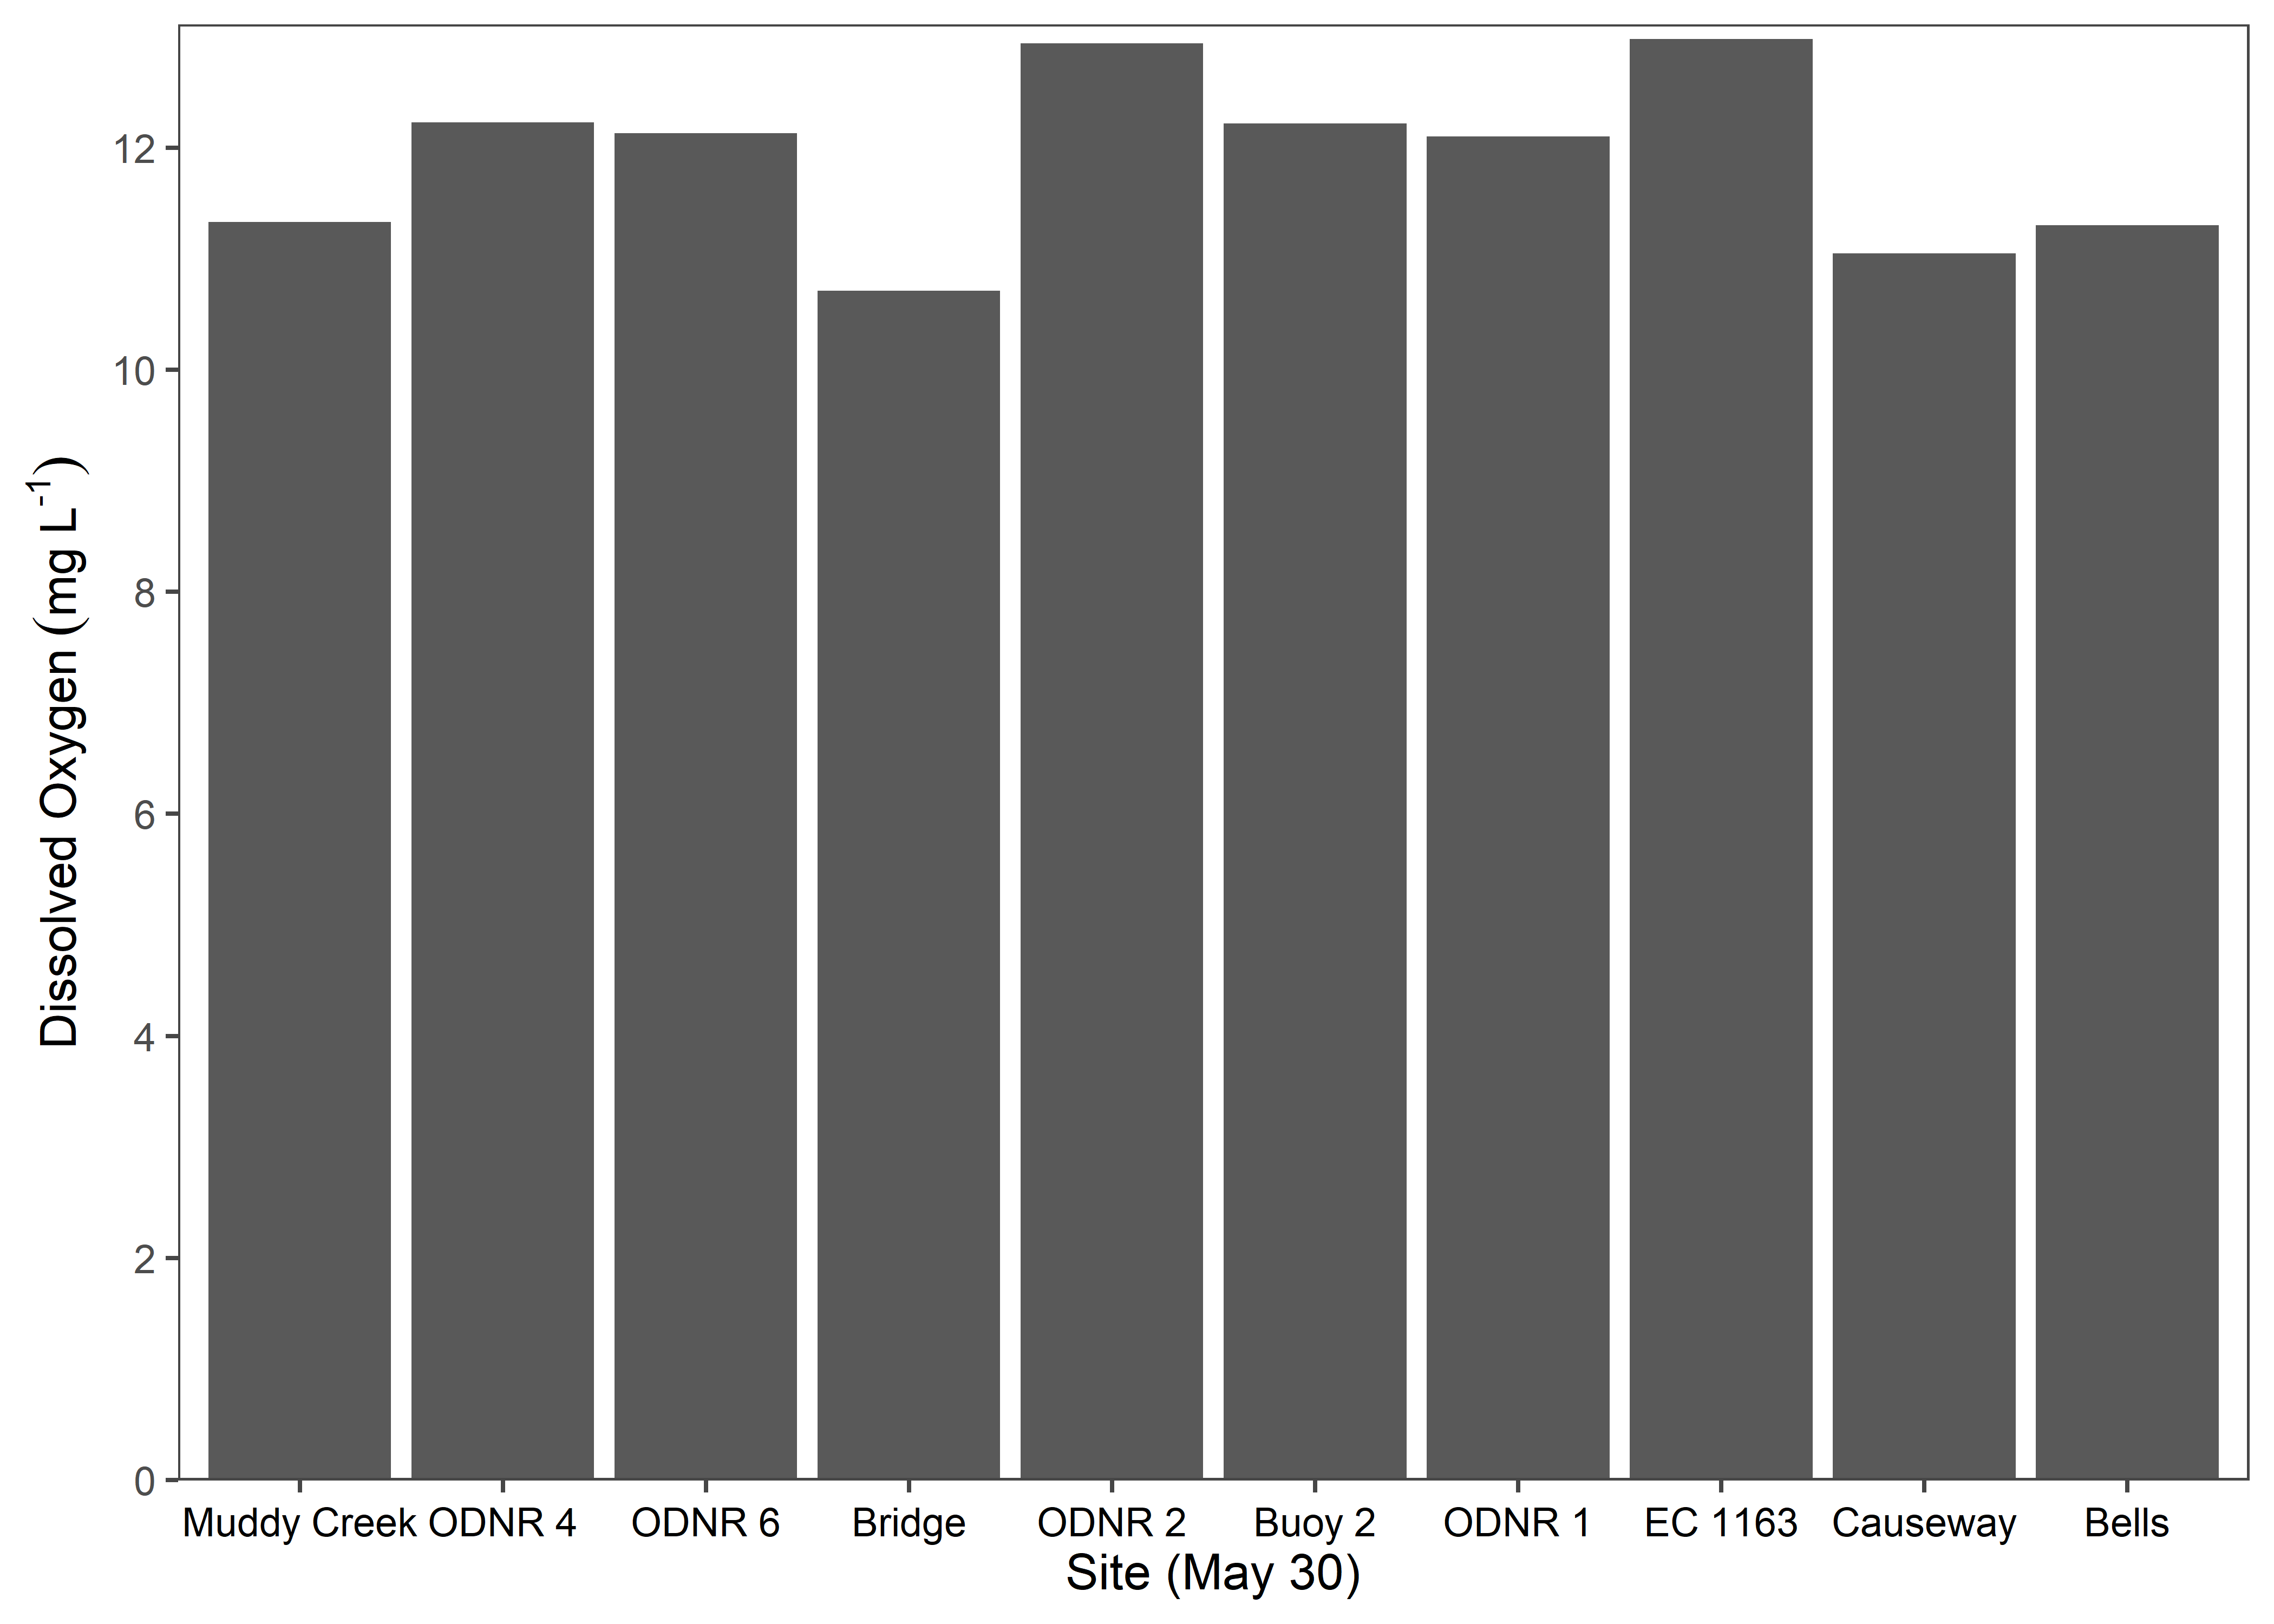 Dissolved Oxygen (mg L-1)
12
10
8
6
4
2
0
Muddy Creek ODNR 4 ODNR 6 Bridge ODNR 2 Buoy 2 ODNR 1 EC 1163 Causeway Bells
Site (May 30)